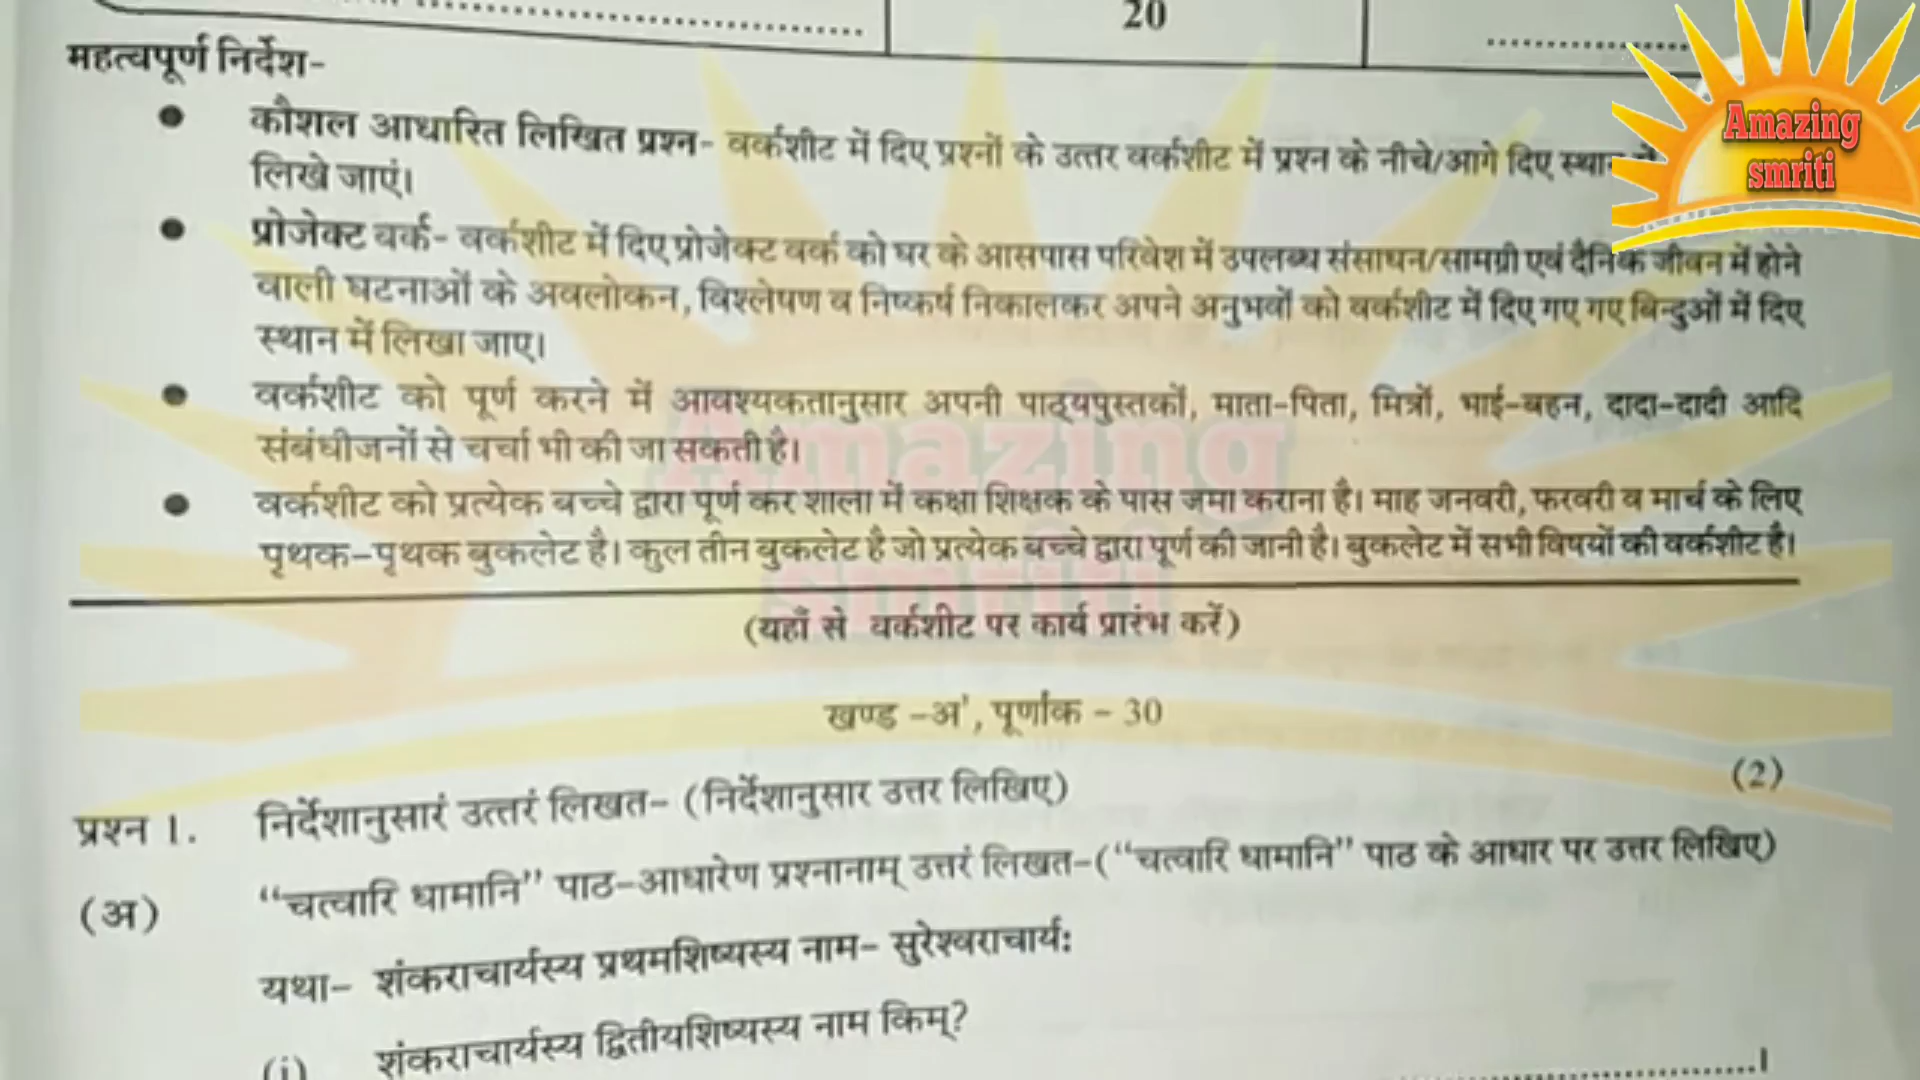 20
महत्वपूर्ण निर्देश-
● कौशल आधारित लिखित प्रश्न- वर्कशीट में दिए प्रश्नों के उत्तर वर्कशीट में प्रश्न के नीचे/आगे दिए
लिखे जाएं।
● प्रोजेक्ट वर्क- वर्कशीट में दिए प्रोजेक्ट वर्क को घर के आसपास परिवेश में उपलब्ध संसाधन/सामग्री एवं दैनिक जीवन में होने
वाली घटनाओं के अवलोकन, विश्लेषण व निष्कर्ष निकालकर अपने अनुभवों को वर्कशीट में दिए गए गए बिन्दुओं में दिए
स्थान में लिखा जाए।
● वर्कशीट को पूर्ण करने में आवश्यकतानुसार अपनी पाठ्यपुस्तकों, माता-पिता, मित्रों, भाई-बहन, दादा-दादी आदि
संबंधीजनों से चर्चा भी की जा सकती है।
● वर्कशीट को प्रत्येक बच्चे द्वारा पूर्ण कर शाला में कक्षा शिक्षक के पास जमा कराना है। माह जनवरी, फरवरी व मार्च के लिए
पृथक-पृथक बुकलेट है। कुल तीन बुकलेट है जो प्रत्येक बच्चे द्वारा पूर्ण की जानी है। बुकलेट में सभी विषयों की वर्कशीट है।
(यहाँ से वर्कशीट पर कार्य प्रारंभ करें)
खण्ड -अ', पूर्णांक - 30
प्रश्न 1. निर्देशानुसारं उत्तरं लिखत- (निर्देशानुसार उत्तर लिखिए) (2)
(अ) “चत्वारि धामानि” पाठ-आधारेण प्रश्नानाम् उत्तरं लिखत-(“चत्वारि धामानि” पाठ के आधार पर उत्तर लिखिए)
यथा- शंकराचार्यस्य प्रथमशिष्यस्य नाम- सुरेश्वराचार्य:
(i) शंकराचार्यस्य द्वितीयशिष्यस्य नाम किम्?
Amazing
smriti
Amazing
smriti